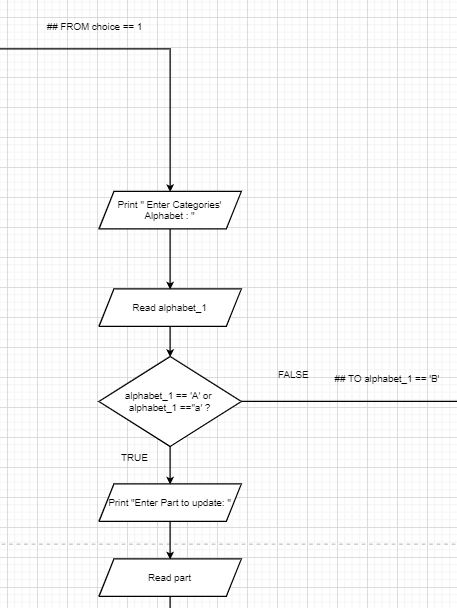 ## FROM choice == 1
Print " Enter Categories'
Alphabet : "
Read alphabet_1
FALSE
## TO alphabet_1 == 'B'
alphabet_1 == 'A' or
alphabet_1 =="a' ?
TRUE
Print "Enter Part to update: "
Read part